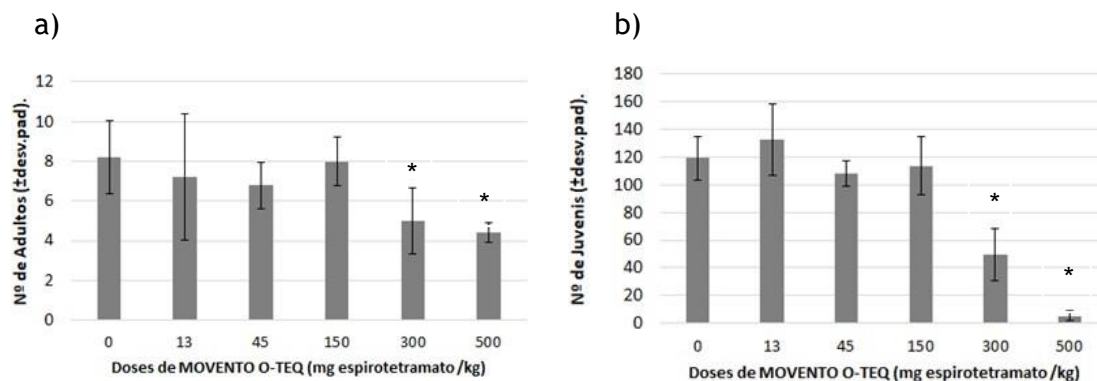 a)
Nº de Adultos (±desv.pad).
12
10
8
6
4
2
0
*
*
0 13 45 150 300 500
Doses de MOVENTO O-TEQ (mg espirotetramato /kg)
b)
Nº de Juvenis (±desv.pad).
180
160
140
120
100
80
60
40
20
0
*
*
0 13 45 150 300 500
Doses de MOVENTO O-TEQ (mg espirotetramato /kg)